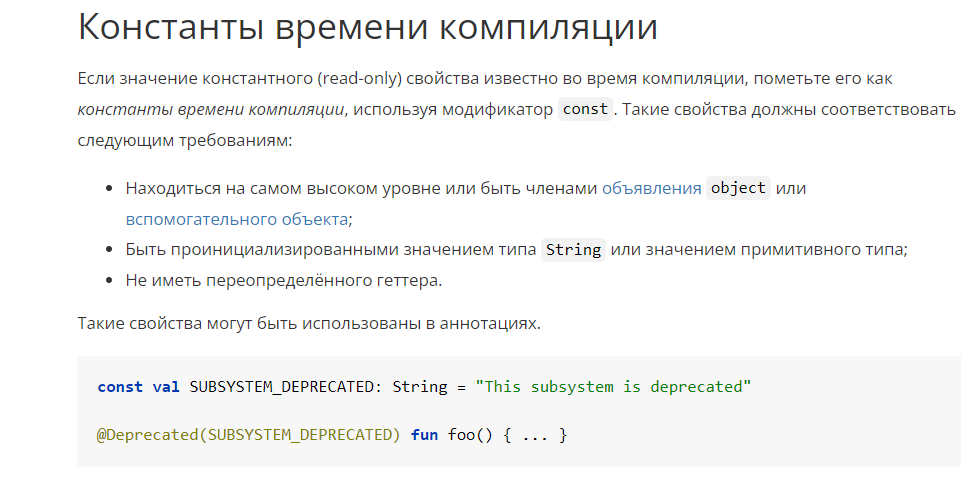 Константы времени компиляции
Если значение константного (read-only) свойства известно во время компиляции, пометьте его как
константы времени компиляции, используя модификатор const. Такие свойства должны соответствовать
следующим требованиям:
• Находиться на самом высоком уровне или быть членами объявления object или
вспомогательного объекта;
• Быть проинициализированными значением типа String или значением примитивного типа;
• Не иметь переопределённого геттера.
Такие свойства могут быть использованы в аннотациях.
const val SUBSYSTEM_DEPRECATED: String = "This subsystem is deprecated"
@Deprecated(SUBSYSTEM_DEPRECATED) fun foo() { ... }